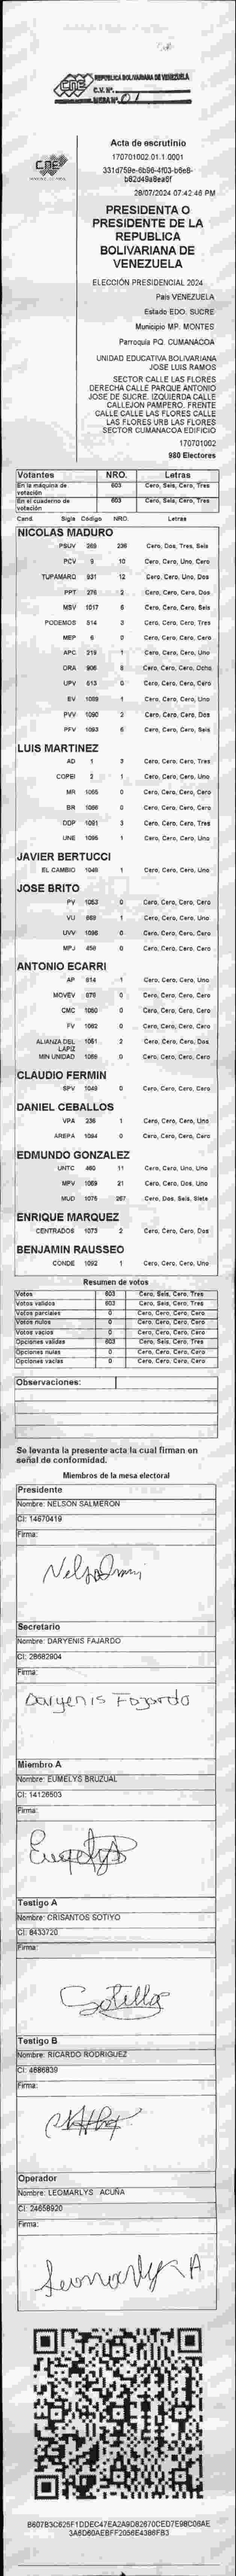 CNE
REPÚBLICA BOLIVARIANA DE VENEZUELA
C.V. Nº.
MESA Nº. 01
CNE
Acta de escrutinio
170701002.01.1.0001
28/07/2024 07:42:46 PM
PRESIDENTA O
PRESIDENTE DE LA
REPUBLICA
BOLIVARIANA DE
VENEZUELA
ELECCIÓN PRESIDENCIAL 2024
País VENEZUELA
Estado EDO. SUCRE
Municipio MP. MONTES
Parroquia PQ. CUMANACOA
UNIDAD EDUCATIVA BOLIVARIANA
JOSE LUIS RAMOS
SECTOR CALLE LAS FLORES
DERECHA CALLE PARQUE ANTONIO
JOSE DE SUCRE. IZQUIERDA CALLE
CALLEJON PAMPERO. FRENTE
CALLE CALLE LAS FLORES CALLE
LAS FLORES URB LAS FLORES
SECTOR CUMANACOA EDIFICIO
170701002
980 Electores
Votantes NRO. Letras
En la máquina de votación 603 Cero, Seis, Cero, Tres
En el cuaderno de votación 603 Cero, Seis, Cero, Tres
Cand. Sigla Código NRO. Letras
NICOLAS MADURO
PSUV 269 236 Cero, Dos, Tres, Seis
PCV 9 10 Cero, Cero, Uno, Cero
TUPAMARO 931 12 Cero, Cero, Uno, Dos
PPT 276 2 Cero, Cero, Cero, Dos
MSV 1017 6 Cero, Cero, Cero, Seis
PODEMOS 514 3 Cero, Cero, Cero, Tres
MEP 6 0 Cero, Cero, Cero, Cero
APC 219 1 Cero, Cero, Cero, Uno
ORA 906 8 Cero, Cero, Cero, Ocho
UPV 613 0 Cero, Cero, Cero, Cero
EV 1089 1 Cero, Cero, Cero, Uno
PVV 1090 2 Cero, Cero, Cero, Dos
PFV 1093 6 Cero, Cero, Cero, Seis
LUIS MARTINEZ
AD 1 3 Cero, Cero, Cero, Tres
COPEI 2 1 Cero, Cero, Cero, Uno
MR 1065 0 Cero, Cero, Cero, Cero
BR 1086 0 Cero, Cero, Cero, Cero
DDP 1091 3 Cero, Cero, Cero, Tres
UNE 1095 1 Cero, Cero, Cero, Uno
JAVIER BERTUCCI
EL CAMBIO 1048 1 Cero, Cero, Cero, Uno
JOSE BRITO
PV 1053 0 Cero, Cero, Cero, Cero
VU 989 1 Cero, Cero, Cero, Uno
UVV 1096 0 Cero, Cero, Cero, Cero
MPJ 458 0 Cero, Cero, Cero, Cero
ANTONIO ECARRI
AP 914 1 Cero, Cero, Cero, Uno
MOVEV 979 0 Cero, Cero, Cero, Cero
CMC 1050 0 Cero, Cero, Cero, Cero
FV 1062 0 Cero, Cero, Cero, Cero
ALIANZA DEL LAPIZ 1051 2 Cero, Cero, Cero, Dos
MIN UNIDAD 1069 0 Cero, Cero, Cero, Cero
CLAUDIO FERMIN
SPV 1049 0 Cero, Cero, Cero, Cero
DANIEL CEBALLOS
VPA 236 1 Cero, Cero, Cero, Uno
AREPA 1094 0 Cero, Cero, Cero, Cero
EDMUNDO GONZALEZ
UNTC 460 11 Cero, Cero, Uno, Uno
MPV 1069 21 Cero, Cero, Dos, Uno
MUD 1075 267 Cero, Dos, Seis, Siete
ENRIQUE MARQUEZ
CENTRADOS 1073 2 Cero, Cero, Cero, Dos
BENJAMIN RAUSSEO
CONDE 1092 1 Cero, Cero, Cero, Uno
Resumen de votos
Votos 603 Cero, Seis, Cero, Tres
Votos validos 603 Cero, Seis, Cero, Tres
Votos parciales 0 Cero, Cero, Cero, Cero
Votos nulos 0 Cero, Cero, Cero, Cero
Votos vacios 0 Cero, Cero, Cero, Cero
Opciones validas 603 Cero, Seis, Cero, Tres
Opciones nulas 0 Cero, Cero, Cero, Cero
Opciones vacias 0 Cero, Cero, Cero, Cero
Observaciones:
Se levanta la presente acta la cual firman en
señal de conformidad.
Miembros de la mesa electoral
Presidente
Nombre: NELSON SALMERON
CI: 14670419
Firma:
Secretario
Nombre: DARYENIS FAJARDO
CI: 28682904
Firma:
Daryenis Fajardo
Miembro A
Nombre: EUMELYS BRUZUAL
CI: 14126503
Firma:
Eumelys
Testigo A
Nombre: CRISANTOS SOTIYO
CI: 8433720
Firma:
Sotillo
Testigo B
Nombre: RICARDO RODRIGUEZ
CI: 4686839
Firma:
Operador
Nombre: LEOMARLYS ACUÑA
CI: 24658920
Firma:
Leomarlys A